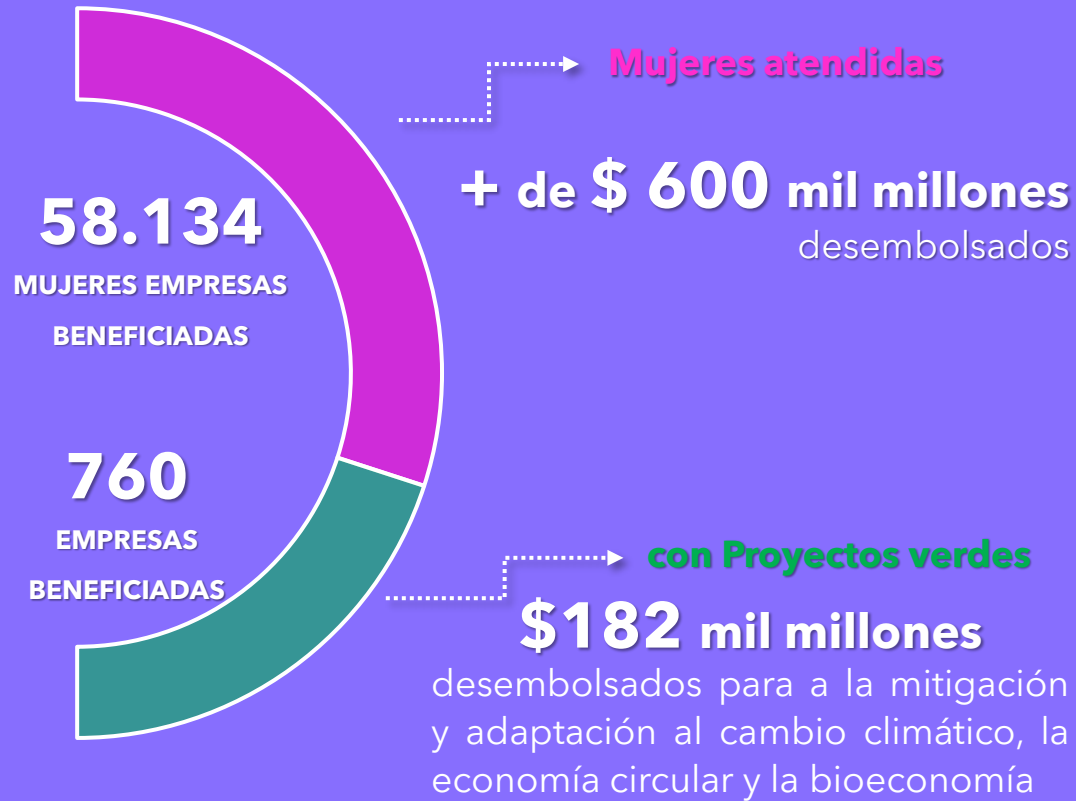 Mujeres atendidas
+ de $ 600 mil millones
desembolsados
58.134
MUJERES EMPRESAS
BENEFICIADAS
760
EMPRESAS
BENEFICIADAS
con Proyectos verdes
$182 mil millones
desembolsados para a la mitigación
y adaptación al cambio climático, la
economía circular y la bioeconomía